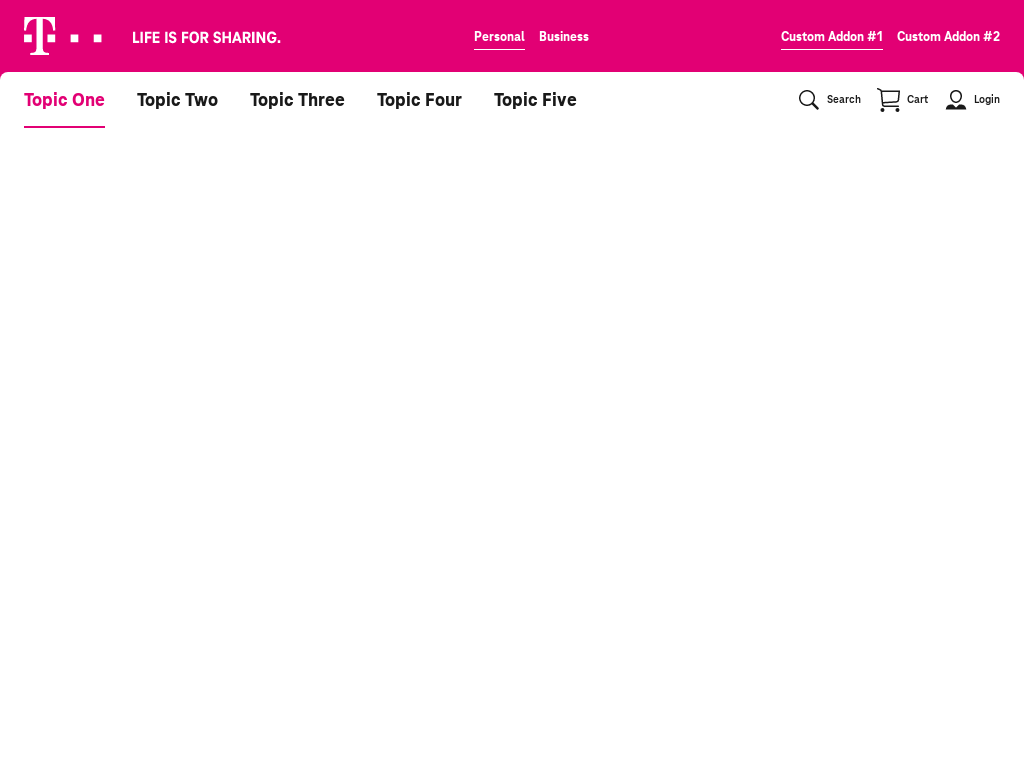 T
LIFE IS FOR SHARING.
Personal Business
Custom Addon #1 Custom Addon #2
Topic One Topic Two Topic Three Topic Four Topic Five
Search Cart Login